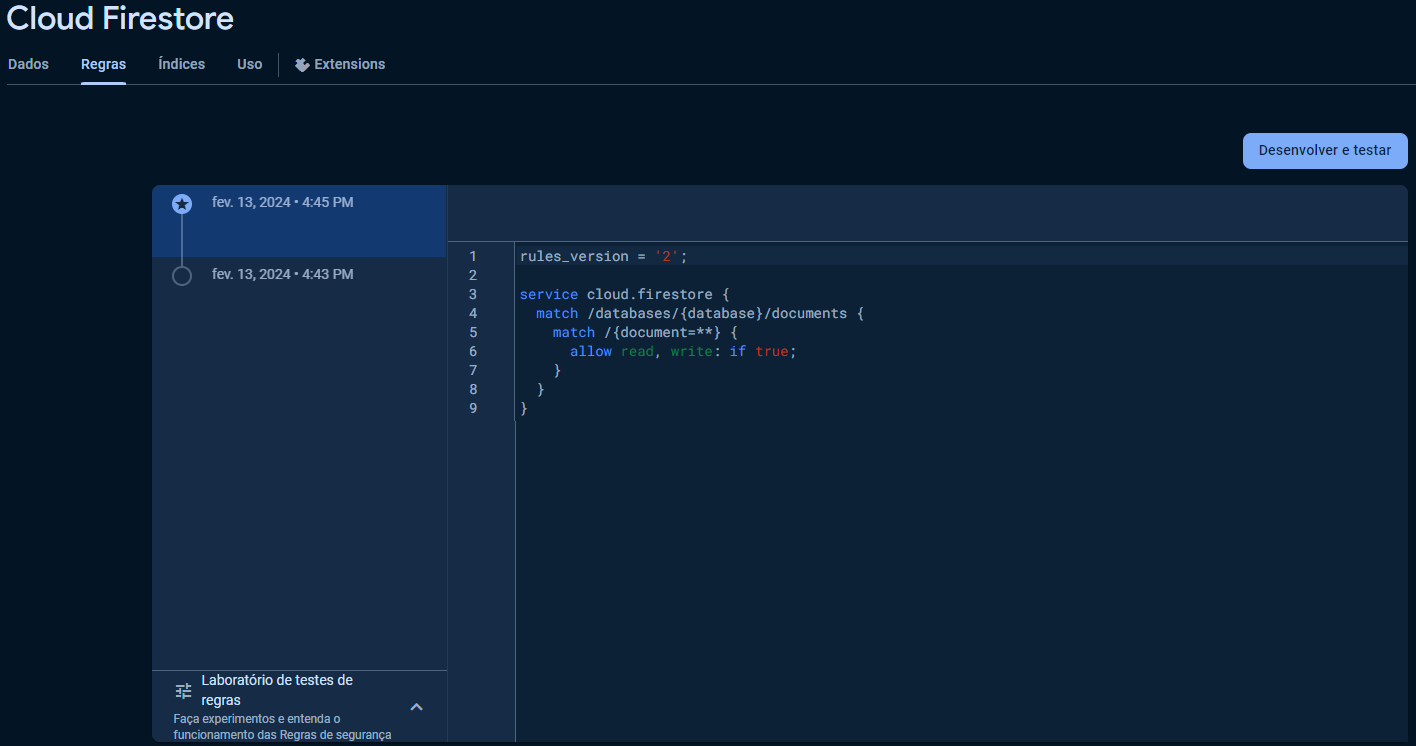 Cloud Firestore
Dados Regras Índices Uso Extensions
Desenvolver e testar
fev. 13, 2024 • 4:45 PM
fev. 13, 2024 • 4:43 PM
1 rules_version = '2';
2
3 service cloud.firestore {
4 match /databases/{database}/documents {
5 match /{document=**} {
6 allow read, write: if true;
7 }
8 }
9 }
Laboratório de testes de
regras
Faça experimentos e entenda o
funcionamento das Regras de segurança